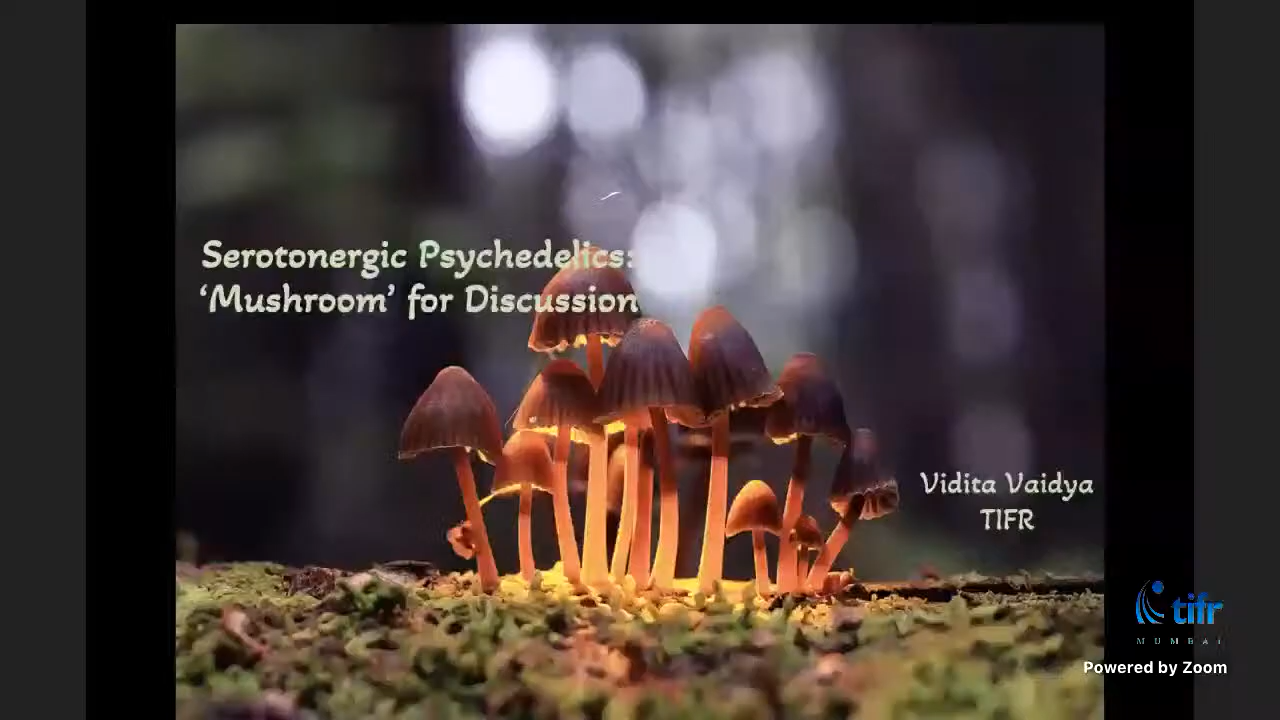 Serotonergic Psychedelics:
‘Mushroom’ for Discussion
Vidita Vaidya
TIFR
tifr
MUMBAI
Powered by Zoom